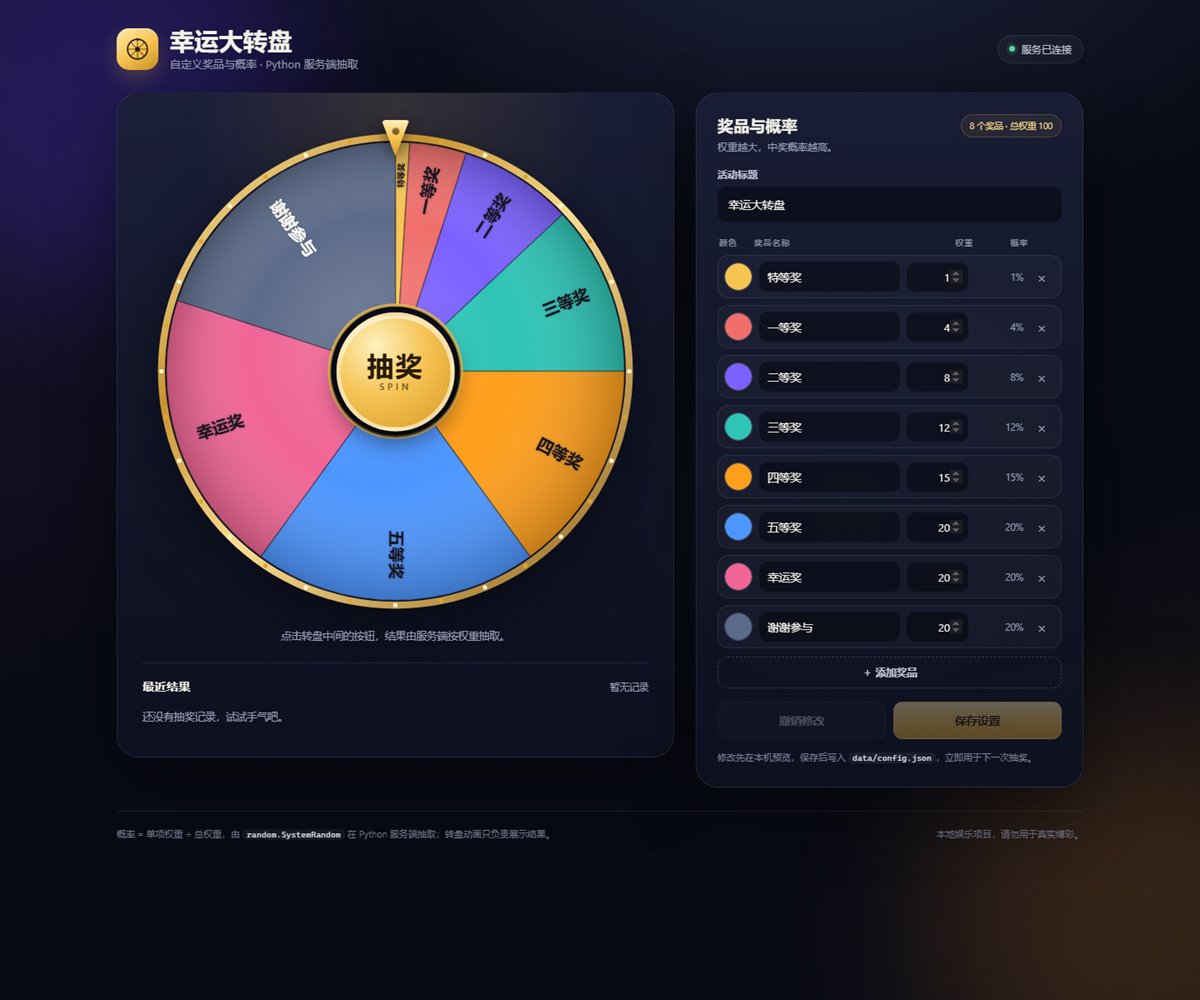 幸运大转盘
自定义奖品与概率 · Python 服务端抽取
服务已连接
特等奖
一等奖
二等奖
三等奖
四等奖
五等奖
幸运奖
谢谢参与
抽奖
SPIN
点击转盘中间的按钮，结果由服务端按权重抽取。
最近结果
暂无记录
还没有抽奖记录，试试手气吧。
奖品与概率
8 个奖品 · 总权重 100
权重越大，中奖概率越高。
活动标题
幸运大转盘
颜色 奖品名称 权重 概率
特等奖 1 1% ×
一等奖 4 4% ×
二等奖 8 8% ×
三等奖 12 12% ×
四等奖 15 15% ×
五等奖 20 20% ×
幸运奖 20 20% ×
谢谢参与 20 20% ×
+ 添加奖品
撤销修改
保存设置
修改先在本机预览，保存后写入 data/config.json ，立即用于下一次抽奖。
概率 = 单项权重 ÷ 总权重，由 random.SystemRandom 在 Python 服务端抽取；转盘动画只负责展示结果。
本地娱乐项目，请勿用于真实博彩。